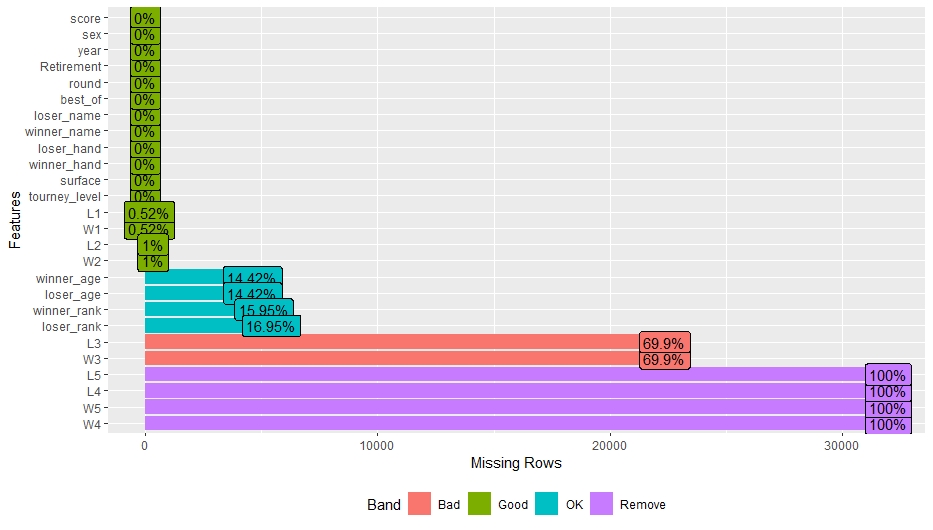 score 0%
sex 0%
year 0%
Retirement 0%
round 0%
best_of 0%
loser_name 0%
winner_name 0%
loser_hand 0%
winner_hand 0%
surface 0%
tourney_level 0%
L1 0.52%
W1 0.52%
L2 1%
W2 1%
winner_age 14.42%
loser_age 14.42%
winner_rank 15.95%
loser_rank 16.95%
L3 69.9%
W3 69.9%
L5 100%
L4 100%
W5 100%
W4 100%
Features
0 10000 20000 30000
Missing Rows
Band Bad Good OK Remove